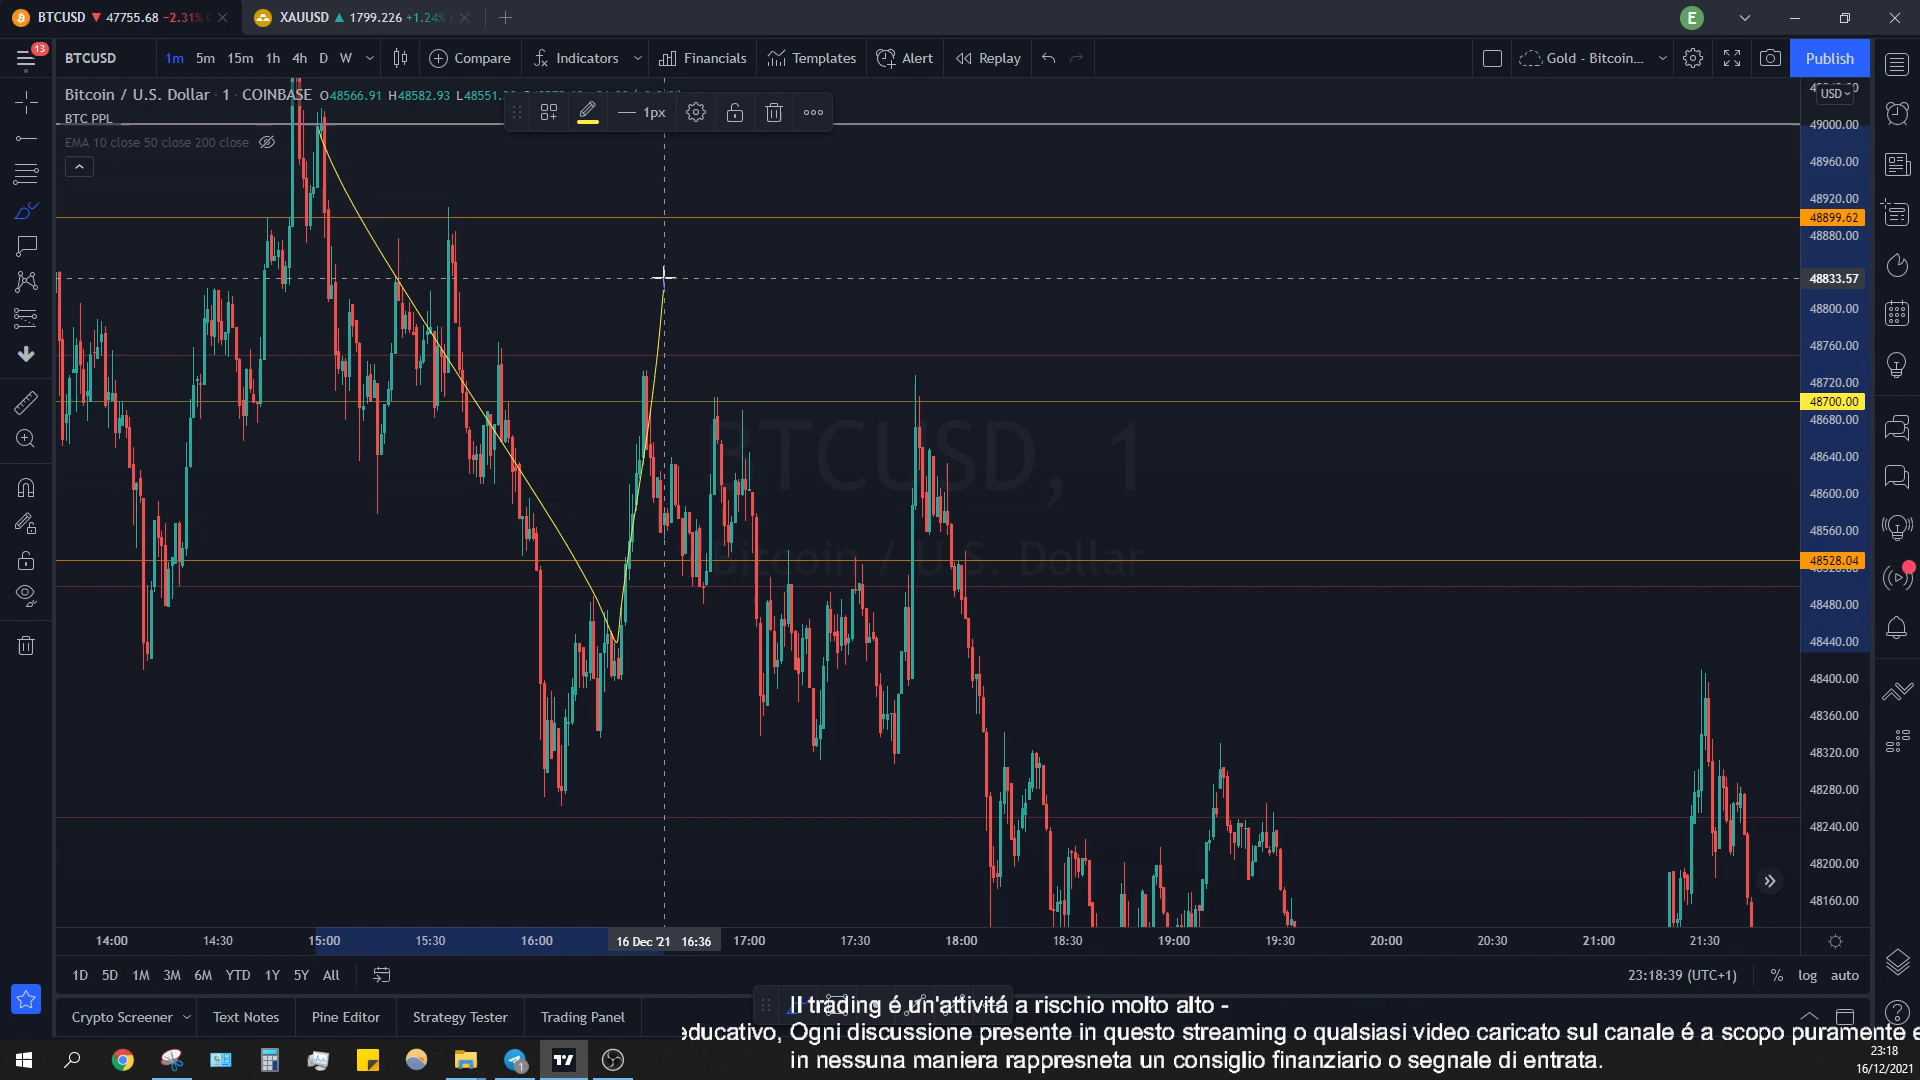 BTCUSD ▼ 47755.68 −2.31%
XAUUSD ▲ 1799.226 +1.24%
E
13
BTCUSD
1m 5m 15m 1h 4h D W
Compare
Indicators
Financials
Templates
Alert
Replay
Gold - Bitcoin...
Publish
Bitcoin / U.S. Dollar · 1 · COINBASE O48566.91 H48582.93 L48551.
BTC PPL
EMA 10 close 50 close 200 close
1px
USD
49000.00
48960.00
48920.00
48899.62
48880.00
48833.57
48800.00
48760.00
48720.00
48700.00
48680.00
48640.00
48600.00
48560.00
48528.04
48480.00
48440.00
48400.00
48360.00
48320.00
48280.00
48240.00
48200.00
48160.00
BTCUSD, 1
Bitcoin / U.S. Dollar
14:00 14:30 15:00 15:30 16:00 16 Dec '21 16:36 17:00 17:30 18:00 18:30 19:00 19:30 20:00 20:30 21:00 21:30
1D 5D 1M 3M 6M YTD 1Y 5Y All
23:18:39 (UTC+1) % log auto
Crypto Screener Text Notes Pine Editor Strategy Tester Trading Panel
Il trading é un'attivitá a rischio molto alto -
educativo, Ogni discussione presente in questo streaming o qualsiasi video caricato sul canale é a scopo puramente e
in nessuna maniera rappresneta un consiglio finanziario o segnale di entrata.
1
23:18
16/12/2021